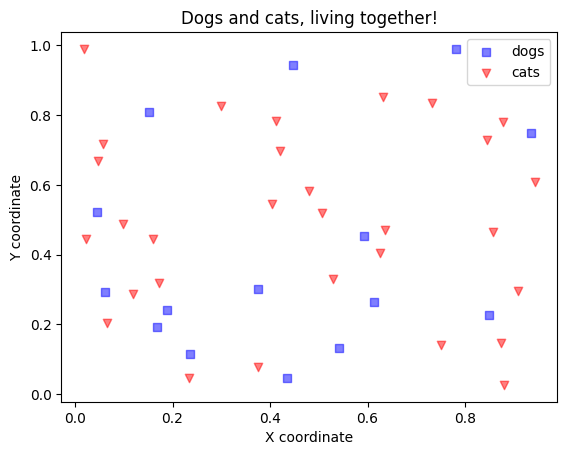 Dogs and cats, living together!
dogs
cats
1.0
0.8
0.6
0.4
0.2
0.0
Y coordinate
0.0 0.2 0.4 0.6 0.8
X coordinate